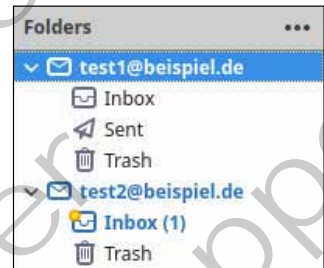 Folders •••
test1@beispiel.de
Inbox
Sent
Trash
test2@beispiel.de
Inbox (1)
Trash